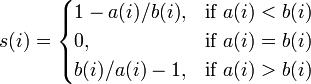 1 − a(i)/b(i), if a(i) < b(i)
s(i) = { 0, if a(i) = b(i)
b(i)/a(i) − 1, if a(i) > b(i)